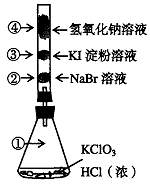 ④ 氢氧化钠溶液
③ KI 淀粉溶液
② NaBr 溶液
①
KClO₃
HCl(浓)